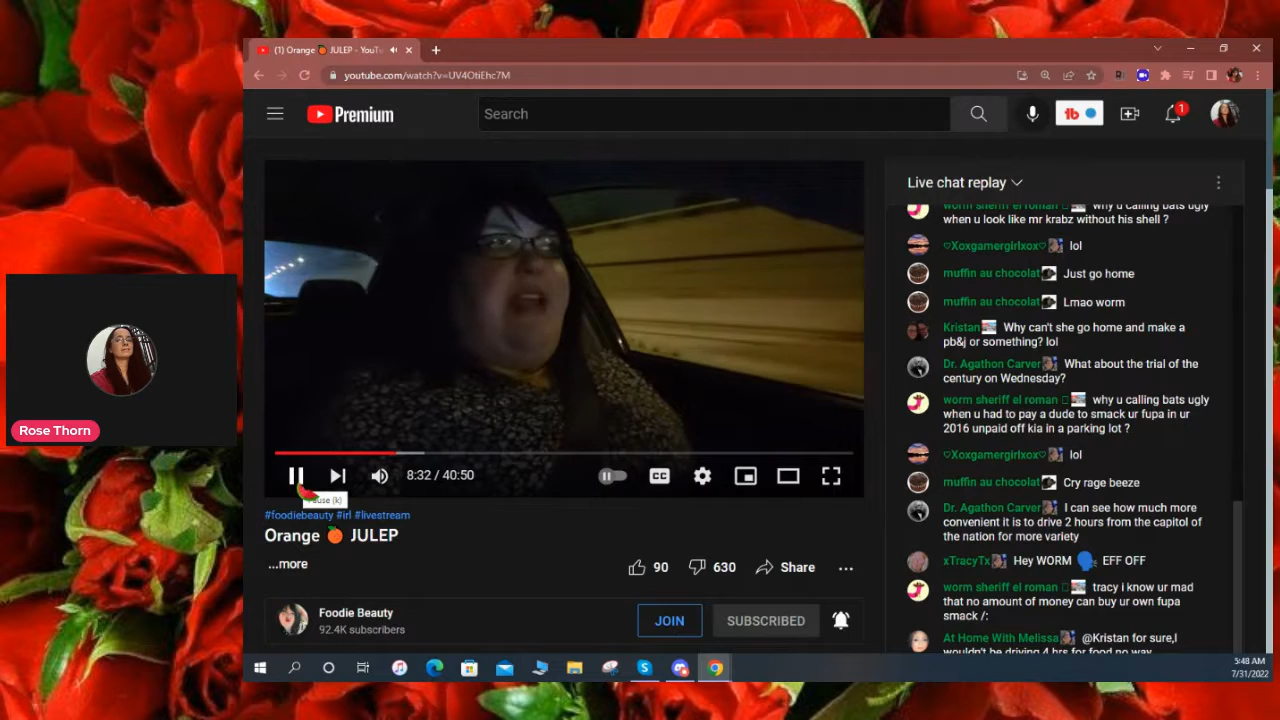 (1) Orange 🍊 JULEP - YouTu
youtube.com/watch?v=UV4OtiEhc7M
Premium
Search
1
Live chat replay
worm sheriff el roman why u calling bats ugly
when u look like mr krabz without his shell ?
♡Xoxgamergirlxox♡ lol
muffin au chocolat Just go home
muffin au chocolat Lmao worm
Kristan Why can't she go home and make a
pb&j or something? lol
Dr. Agathon Carver What about the trial of the
century on Wednesday?
worm sheriff el roman why u calling bats ugly
when u had to pay a dude to smack ur fupa in ur
2016 unpaid off kia in a parking lot ?
♡Xoxgamergirlxox♡ lol
muffin au chocolat Cry rage beeze
Dr. Agathon Carver I can see how much more
convenient it is to drive 2 hours from the capitol of
the nation for more variety
xTracyTx Hey WORM 🗣 EFF OFF
worm sheriff el roman tracy i know ur mad
that no amount of money can buy ur own fupa
smack /:
At Home With Melissa @Kristan for sure,I
wouldn't be driving 4 hrs for food no way
Rose Thorn
8:32 / 40:50
CC
Pause (k)
#foodiebeauty #irl #livestream
Orange 🍊 JULEP
...more
90
630
Share
Foodie Beauty
92.4K subscribers
JOIN
SUBSCRIBED
5:48 AM
7/31/2022